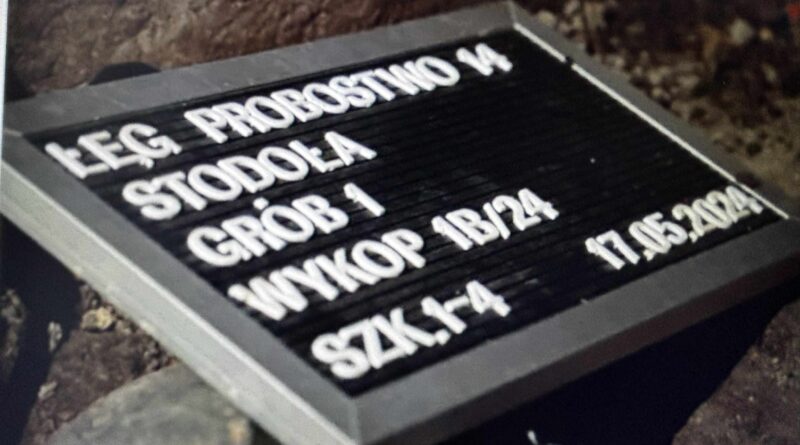 ŁĘG PROBOSTWO 14
STODOŁA
GRÓB 1
WYKOP 1B/24
SZK.1-4 17.05.2024